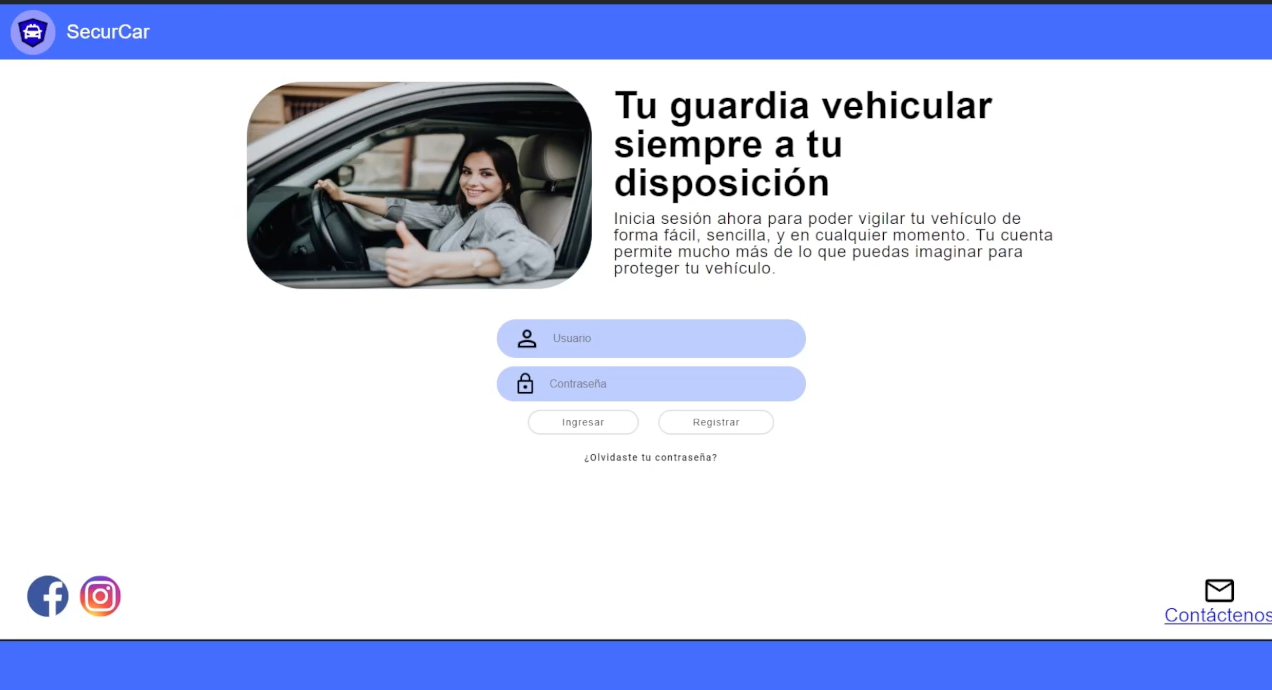 SecurCar
Tu guardia vehicular
siempre a tu
disposición
Inicia sesión ahora para poder vigilar tu vehículo de
forma fácil, sencilla, y en cualquier momento. Tu cuenta
permite mucho más de lo que puedas imaginar para
proteger tu vehículo.
Usuario
Contraseña
Ingresar
Registrar
¿Olvidaste tu contraseña?
Contáctenos